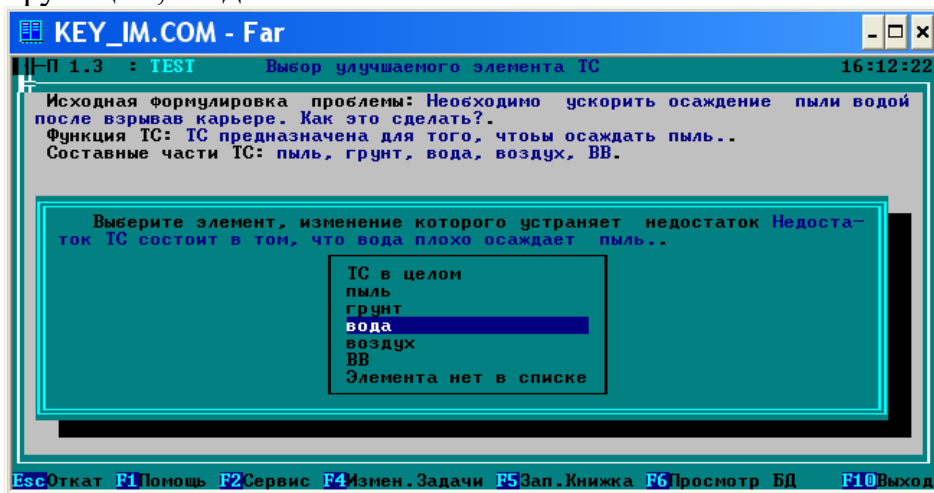 KEY_IM.COM - Far
П 1.3 : TEST Выбор улучшаемого элемента ТС 16:12:22
Исходная формулировка проблемы: Необходимо ускорить осаждение пыли водой
после взрывав карьере. Как это сделать?.
Функция ТС: ТС предназначена для того, чтоьы осаждать пыль..
Составные части ТС: пыль, грунт, вода, воздух, ВВ.
Выберите элемент, изменение которого устраняет недостаток Недоста-
ток ТС состоит в том, что вода плохо осаждает пыль..
ТС в целом
пыль
грунт
вода
воздух
ВВ
Элемента нет в списке
EscОткат F1Помощь F2Сервис F4Измен.Задачи F5Зап.Книжка F6Просмотр БД F10Выход